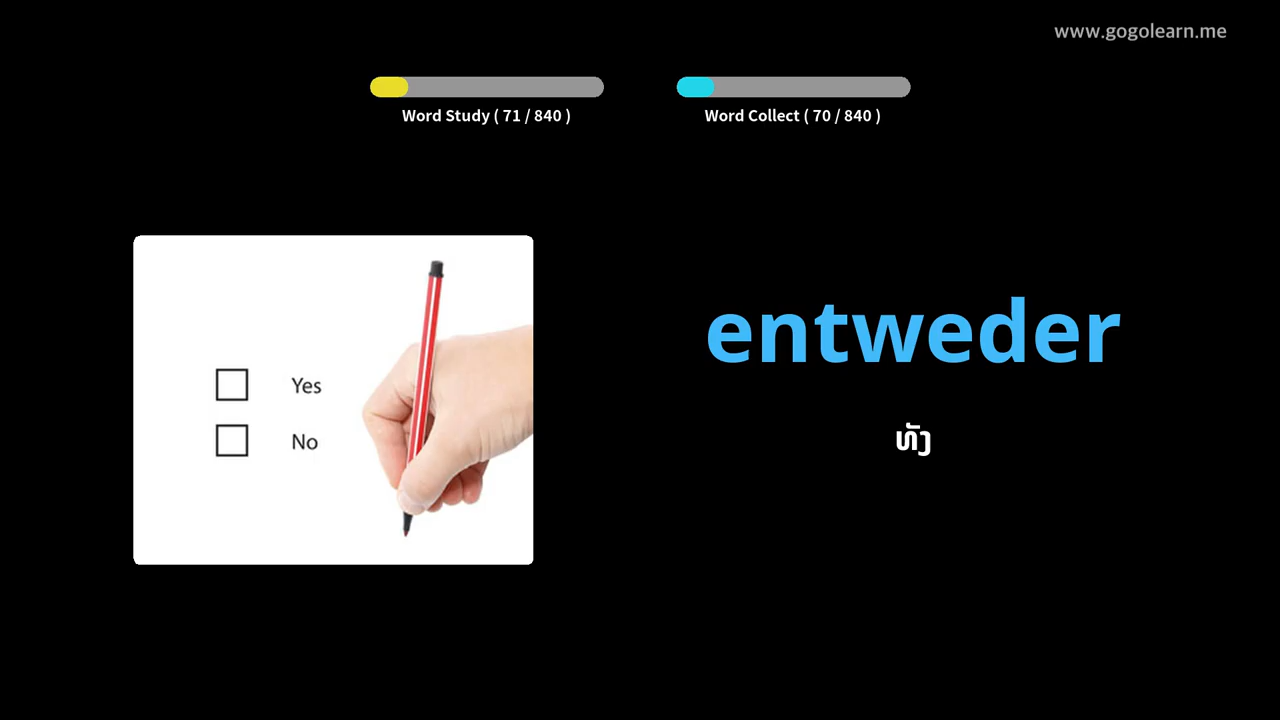 www.gogolearn.me
Word Study ( 71 / 840 )
Word Collect ( 70 / 840 )
entweder
ທັງ
Yes
No